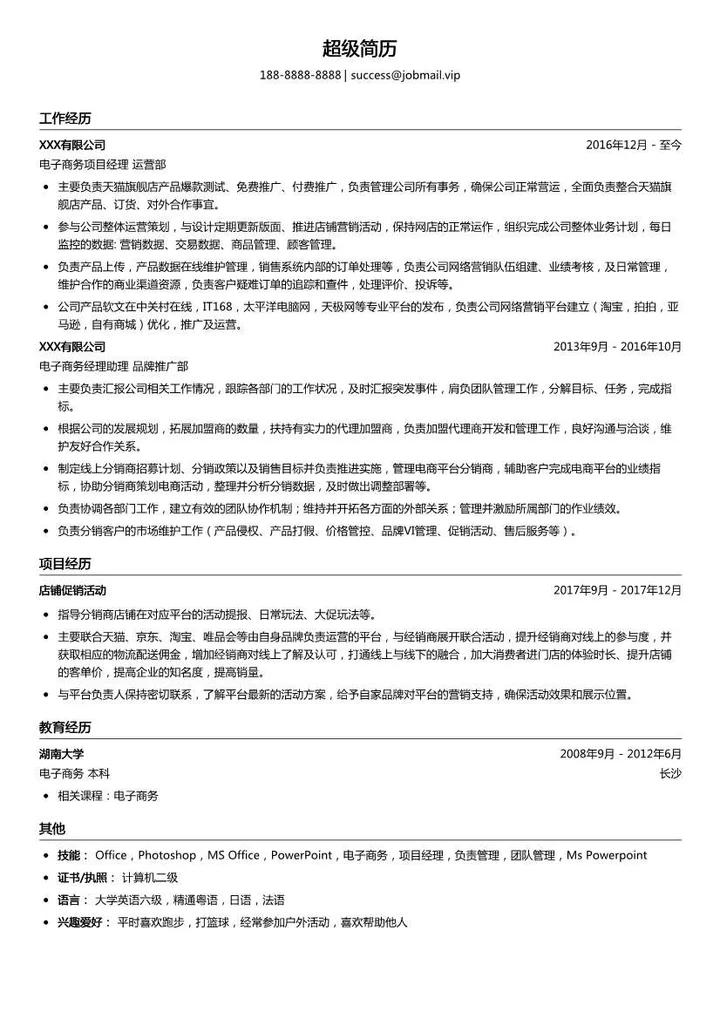 超级简历
188-8888-8888 | success@jobmail.vip
工作经历
XXX有限公司 2016年12月 - 至今
电子商务项目经理 运营部
• 主要负责天猫旗舰店产品爆款测试、免费推广、付费推广，负责管理公司所有事务，确保公司正常营运，全面负责整合天猫旗
舰店产品、订货、对外合作事宜。
• 参与公司整体运营策划，与设计定期更新版面、推进店铺营销活动，保持网店的正常运作，组织完成公司整体业务计划，每日
监控的数据: 营销数据、交易数据、商品管理、顾客管理。
• 负责产品上传，产品数据在线维护管理，销售系统内部的订单处理等，负责公司网络营销队伍组建、业绩考核，及日常管理，
维护合作的商业渠道资源，负责客户疑难订单的追踪和查件，处理评价、投诉等。
• 公司产品软文在中关村在线，IT168，太平洋电脑网，天极网等专业平台的发布，负责公司网络营销平台建立（淘宝，拍拍，亚
马逊，自有商城）优化，推广及运营。
XXX有限公司 2013年9月 - 2016年10月
电子商务经理助理 品牌推广部
• 主要负责汇报公司相关工作情况，跟踪各部门的工作状况，及时汇报突发事件，肩负团队管理工作，分解目标、任务，完成指
标。
• 根据公司的发展规划，拓展加盟商的数量，扶持有实力的代理加盟商，负责加盟代理商开发和管理工作，良好沟通与洽谈，维
护友好合作关系。
• 制定线上分销商招募计划、分销政策以及销售目标并负责推进实施，管理电商平台分销商，辅助客户完成电商平台的业绩指
标，协助分销商策划电商活动，整理并分析分销数据，及时做出调整部署等。
• 负责协调各部门工作，建立有效的团队协作机制；维持并开拓各方面的外部关系；管理并激励所属部门的作业绩效。
• 负责分销客户的市场维护工作（产品侵权、产品打假、价格管控、品牌VI管理、促销活动、售后服务等）。
项目经历
店铺促销活动 2017年9月 - 2017年12月
• 指导分销商店铺在对应平台的活动提报、日常玩法、大促玩法等。
• 主要联合天猫、京东、淘宝、唯品会等由自身品牌负责运营的平台，与经销商展开联合活动，提升经销商对线上的参与度，并
获取相应的物流配送佣金，增加经销商对线上了解及认可，打通线上与线下的融合，加大消费者进门店的体验时长、提升店铺
的客单价，提高企业的知名度，提高销量。
• 与平台负责人保持密切联系，了解平台最新的活动方案，给予自家品牌对平台的营销支持，确保活动效果和展示位置。
教育经历
湖南大学 2008年9月 - 2012年6月
电子商务 本科 长沙
• 相关课程：电子商务
其他
• 技能： Office，Photoshop，MS Office，PowerPoint，电子商务，项目经理，负责管理，团队管理，Ms Powerpoint
• 证书/执照： 计算机二级
• 语言： 大学英语六级，精通粤语，日语，法语
• 兴趣爱好： 平时喜欢跑步，打篮球，经常参加户外活动，喜欢帮助他人